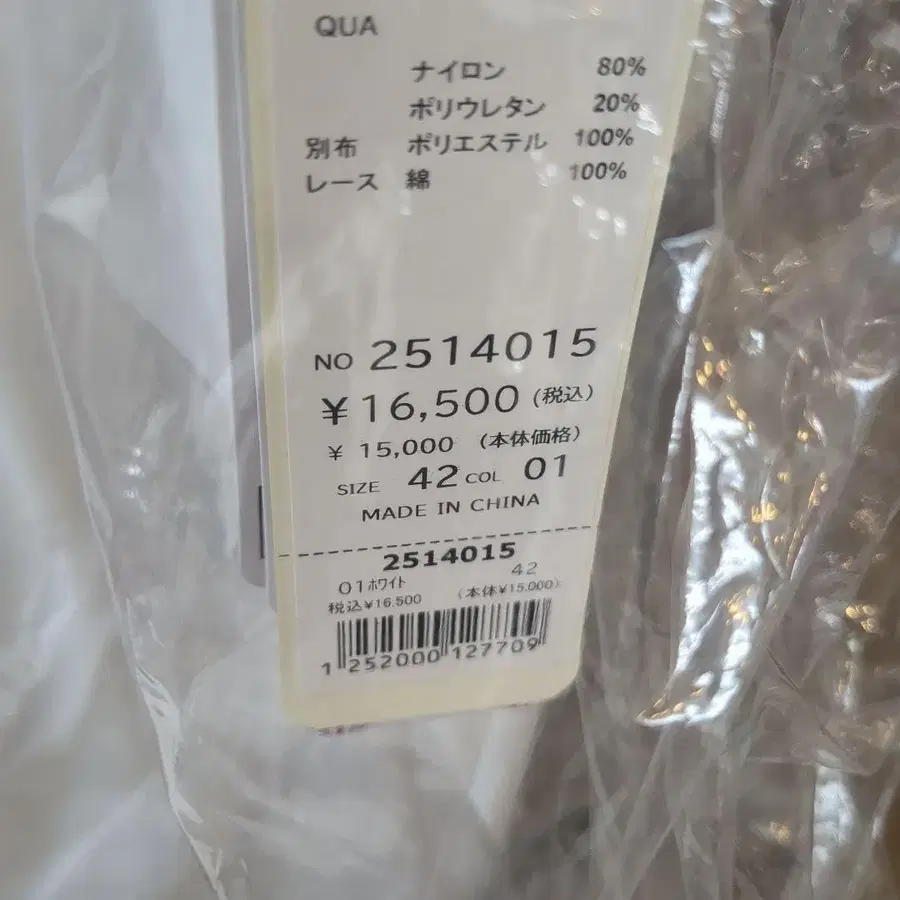 QUA
ナイロン 80%
ポリウレタン 20%
別布 ポリエステル 100%
レース 綿 100%
NO 2514015
¥16,500 (税込)
¥ 15,000 (本体価格)
SIZE 42 COL 01
MADE IN CHINA
2514015
01ホワイト 42
税込¥16.500 (本体¥15.000)
1 252000 127709